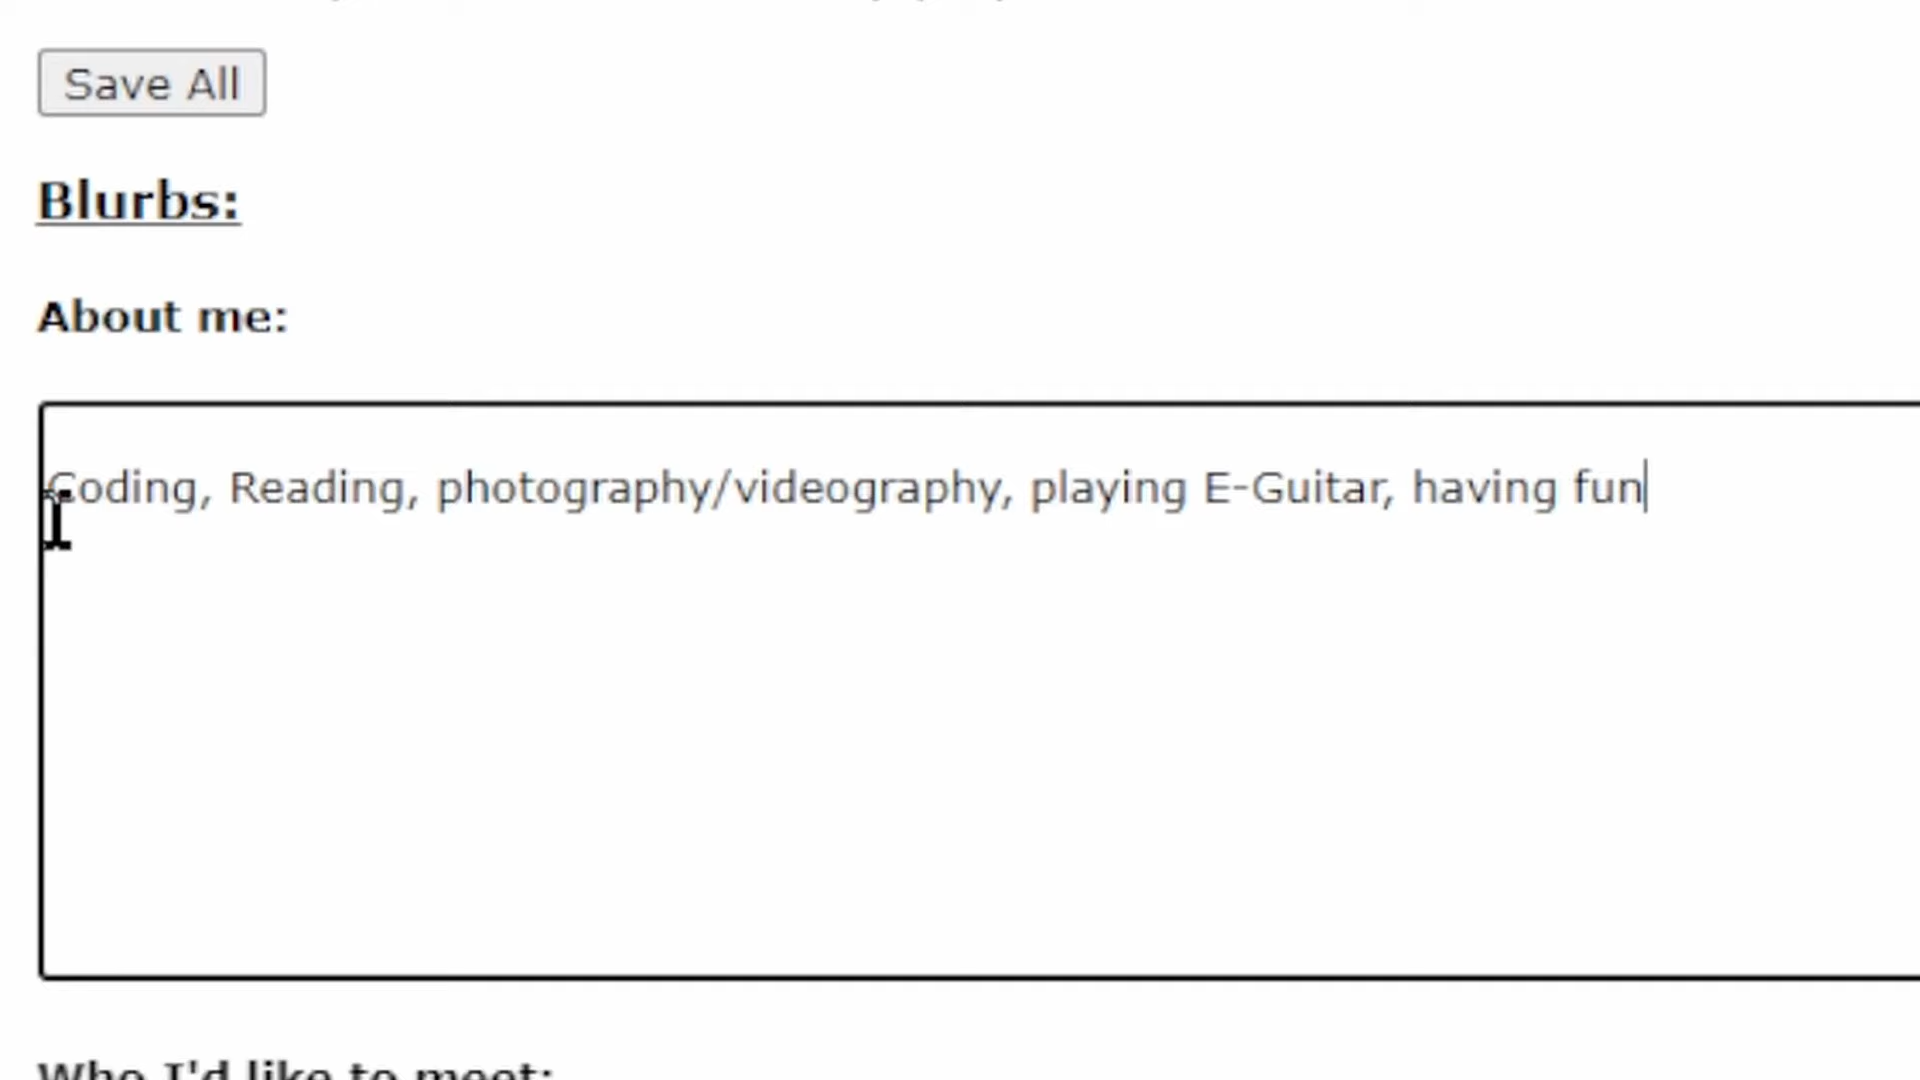 Save All
Blurbs:
About me:
Coding, Reading, photography/videography, playing E-Guitar, having fun
Who I'd like to meet: